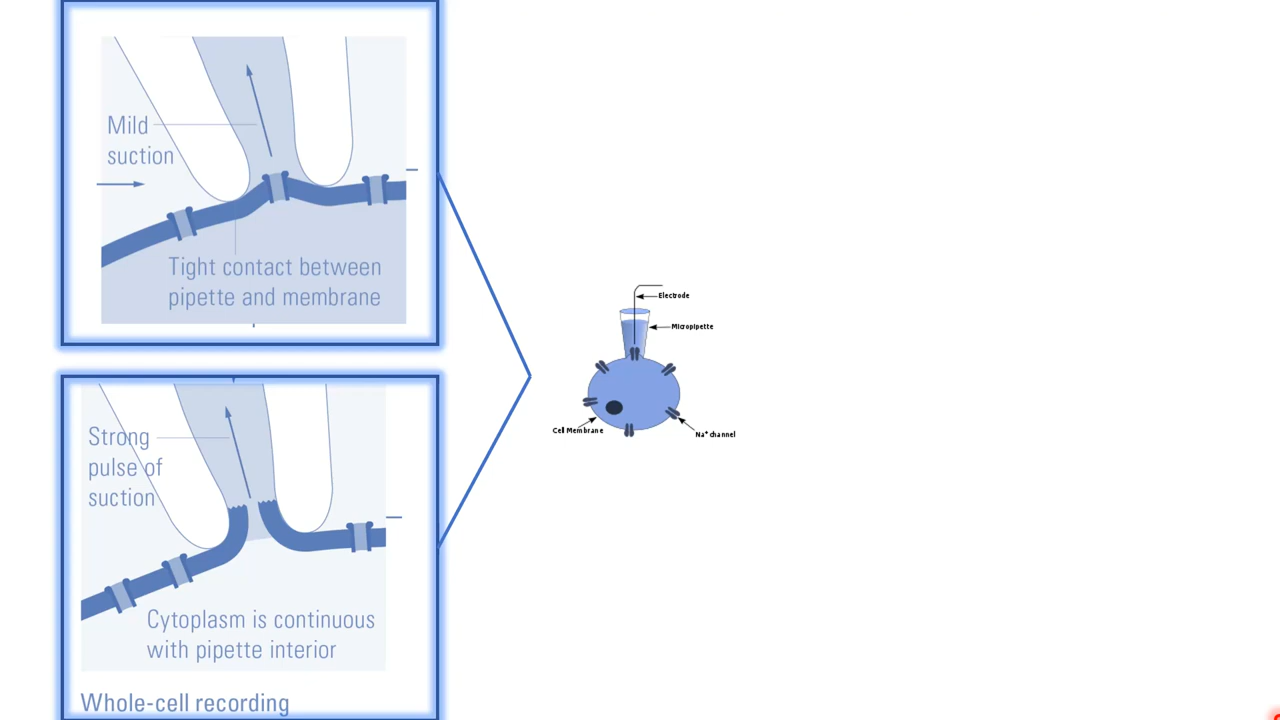 Mild
suction
Tight contact between
pipette and membrane
Strong
pulse of
suction
Cytoplasm is continuous
with pipette interior
Whole-cell recording
Electrode
Micropipette
Cell Membrane
Na⁺ channel